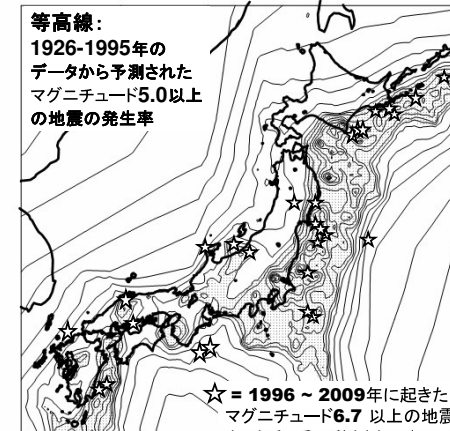 等高線：
1926-1995年の
データから予測された
マグニチュード5.0以上
の地震の発生率
☆ = 1996 ~ 2009年に起きた
マグニチュード6.7 以上の地震